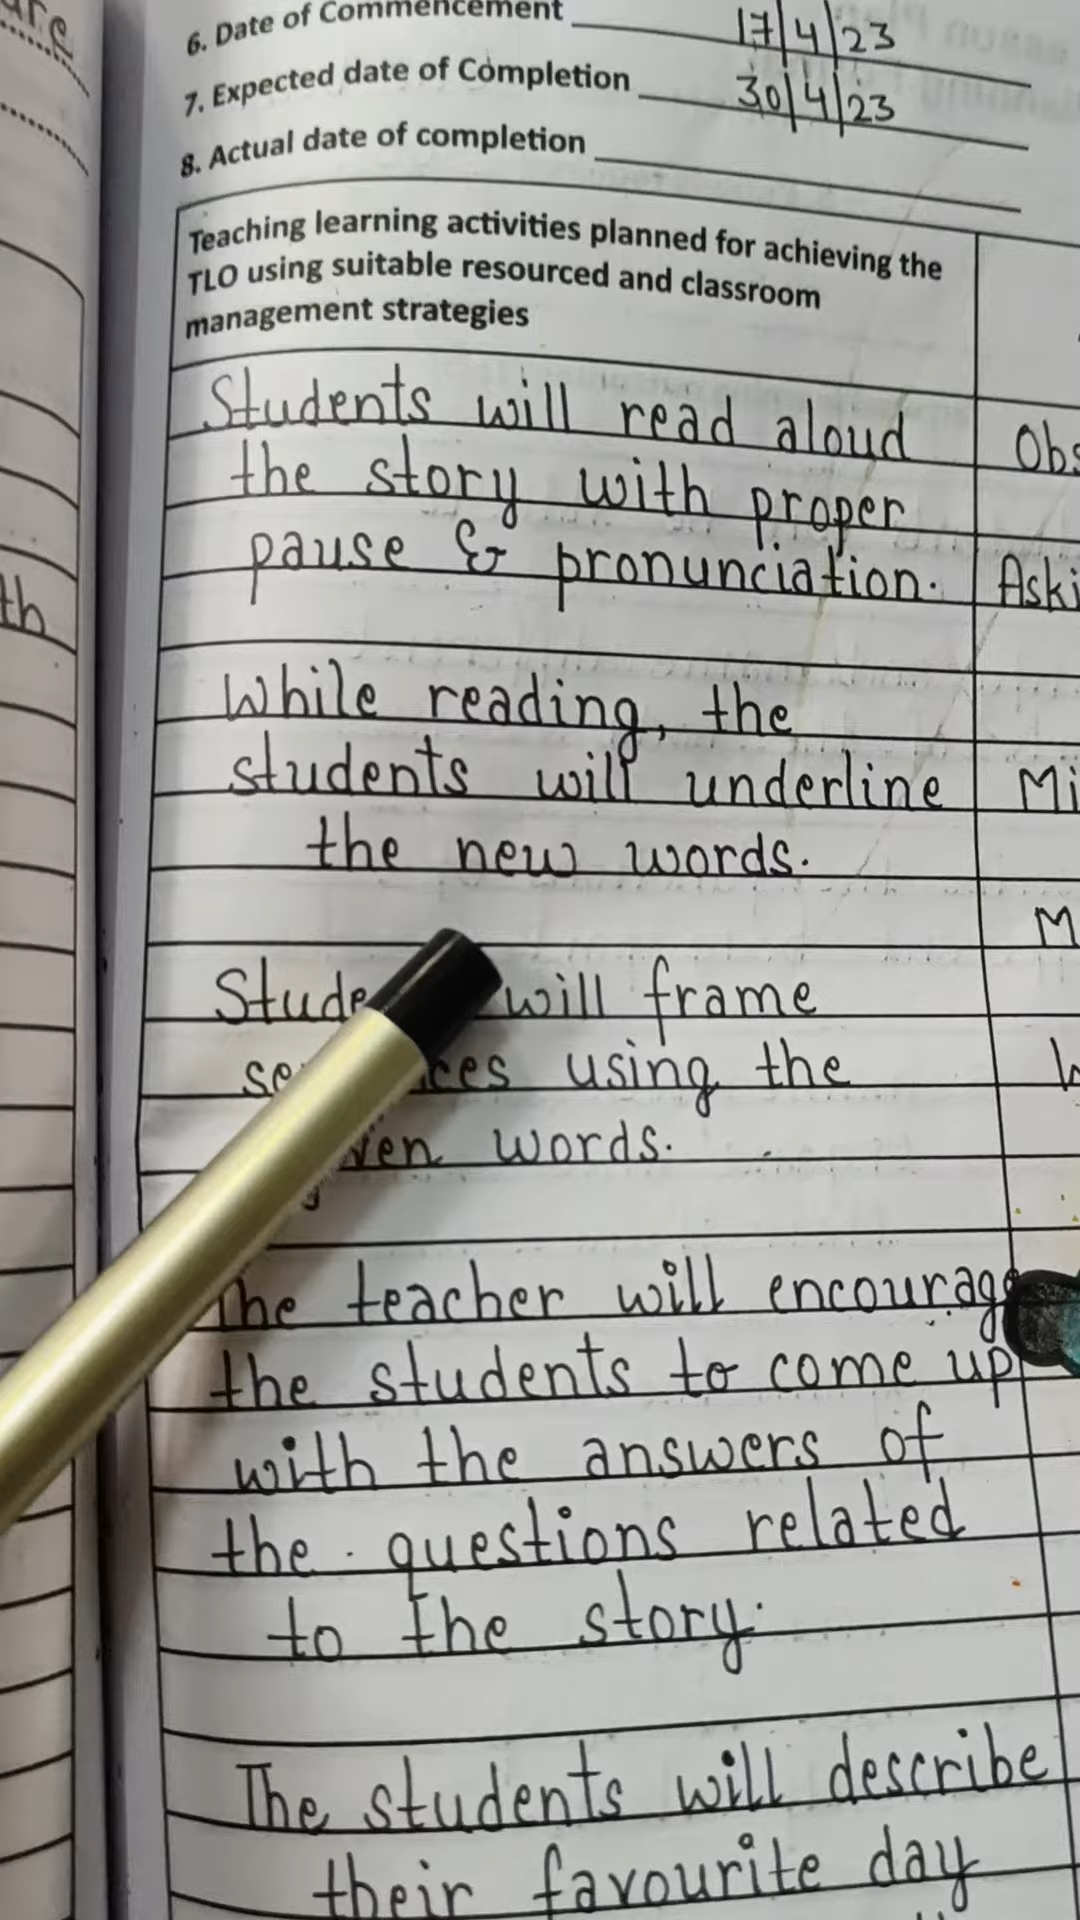 6. Date of Commencement 17/4/23
7. Expected date of Completion 30/4/23
8. Actual date of completion
Teaching learning activities planned for achieving the
TLO using suitable resourced and classroom
management strategies
Students will read aloud
the story with proper
pause & pronunciation.
While reading, the
students will underline
the new words.
will frame
using the
words.
The teacher will encourage
the students to come up
with the answers of
the questions related
to the story.
The students will describe
their favourite day